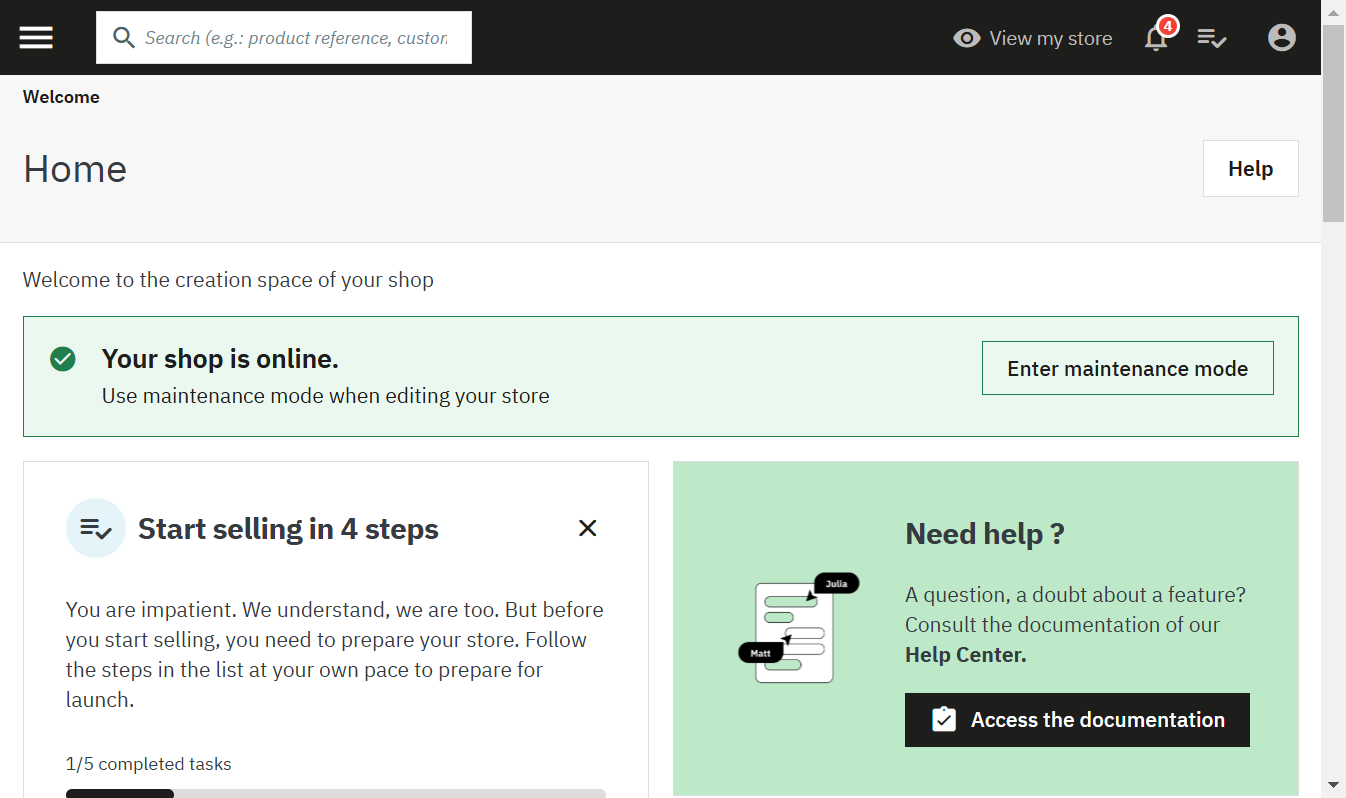 Search (e.g.: product reference, custon
View my store
4
Welcome
Home
Help
Welcome to the creation space of your shop
Your shop is online.
Use maintenance mode when editing your store
Enter maintenance mode
Start selling in 4 steps
You are impatient. We understand, we are too. But before
you start selling, you need to prepare your store. Follow
the steps in the list at your own pace to prepare for
launch.
1/5 completed tasks
Julia
Matt
Need help ?
A question, a doubt about a feature?
Consult the documentation of our
Help Center.
Access the documentation